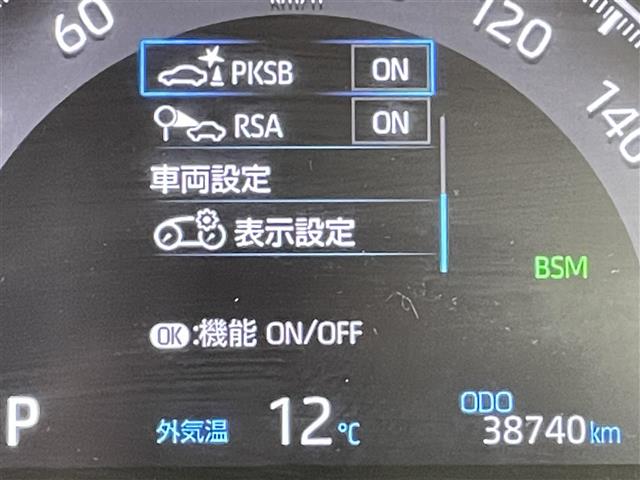 km/h
60
120
140
PKSB ON
RSA ON
車両設定
表示設定
BSM
OK:機能 ON/OFF
P
外気温 12℃
ODO
38740km